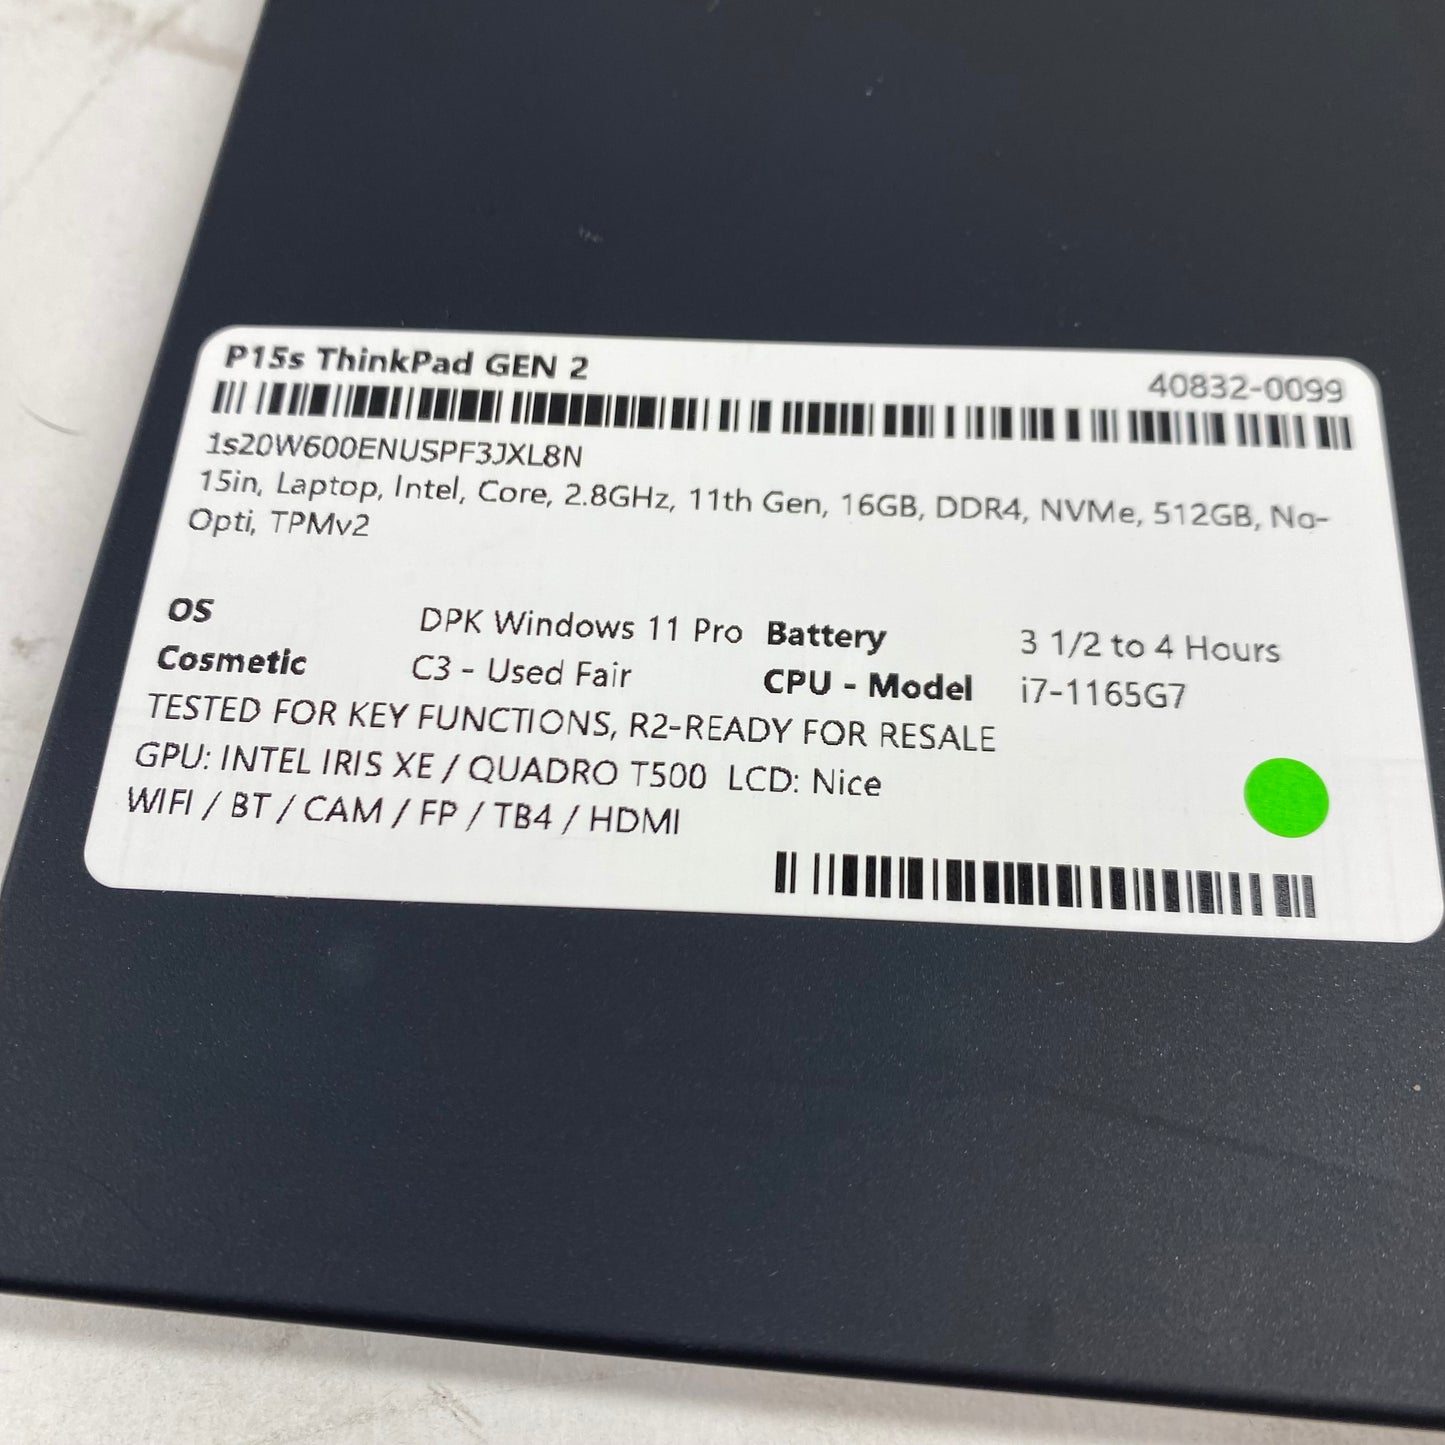 P15s ThinkPad GEN 2
40832-0099
1s20W600ENUSPF3JXL8N
15in, Laptop, Intel, Core, 2.8GHz, 11th Gen, 16GB, DDR4, NVMe, 512GB, No-
Opti, TPMv2
OS DPK Windows 11 Pro Battery 3 1/2 to 4 Hours
Cosmetic C3 - Used Fair CPU - Model i7-1165G7
TESTED FOR KEY FUNCTIONS, R2-READY FOR RESALE
GPU: INTEL IRIS XE / QUADRO T500 LCD: Nice
WIFI / BT / CAM / FP / TB4 / HDMI